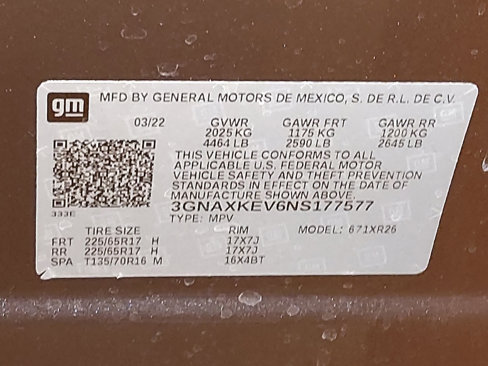 gm MFD BY GENERAL MOTORS DE MEXICO, S. DE R.L. DE C.V.
03/22 GVWR GAWR FRT GAWR RR
2025 KG 1175 KG 1200 KG
4464 LB 2590 LB 2645 LB
THIS VEHICLE CONFORMS TO ALL
APPLICABLE U.S. FEDERAL MOTOR
VEHICLE SAFETY AND THEFT PREVENTION
STANDARDS IN EFFECT ON THE DATE OF
MANUFACTURE SHOWN ABOVE.
3GNAXKEV6NS177577
333E
TYPE: MPV
TIRE SIZE RIM MODEL: 671XR26
FRT 225/65R17 H 17X7J
RR 225/65R17 H 17X7J
SPA T135/70R16 M 16X4BT